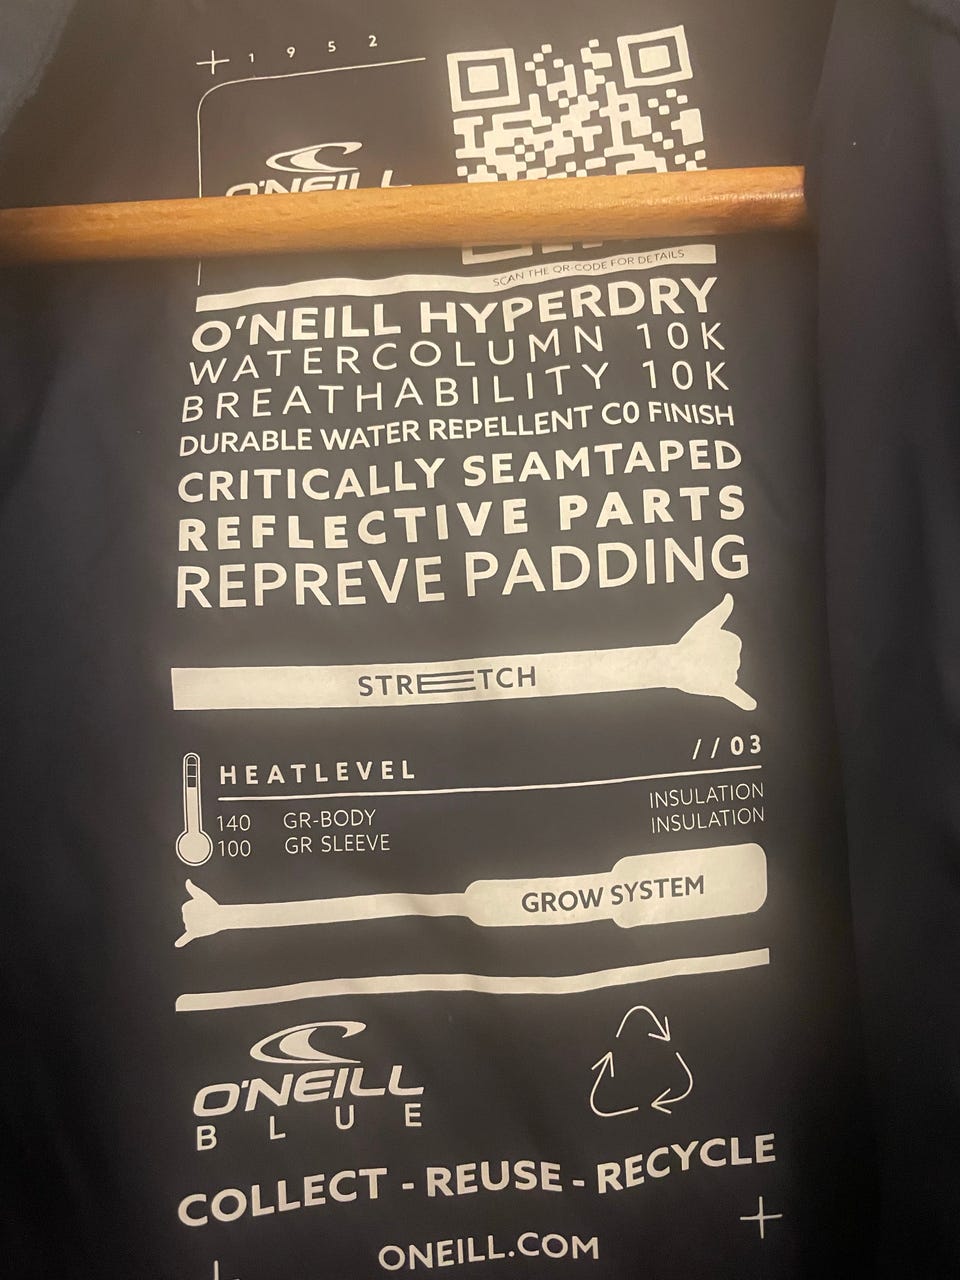 1 9 5 2
O'NEILL
SCAN THE QR-CODE FOR DETAILS
O'NEILL HYPERDRY
WATERCOLUMN 10K
BREATHABILITY 10K
DURABLE WATER REPELLENT C0 FINISH
CRITICALLY SEAMTAPED
REFLECTIVE PARTS
REPREVE PADDING
STRETCH
HEATLEVEL //03
140 GR-BODY INSULATION
100 GR SLEEVE INSULATION
GROW SYSTEM
O'NEILL
BLUE
COLLECT - REUSE - RECYCLE
ONEILL.COM